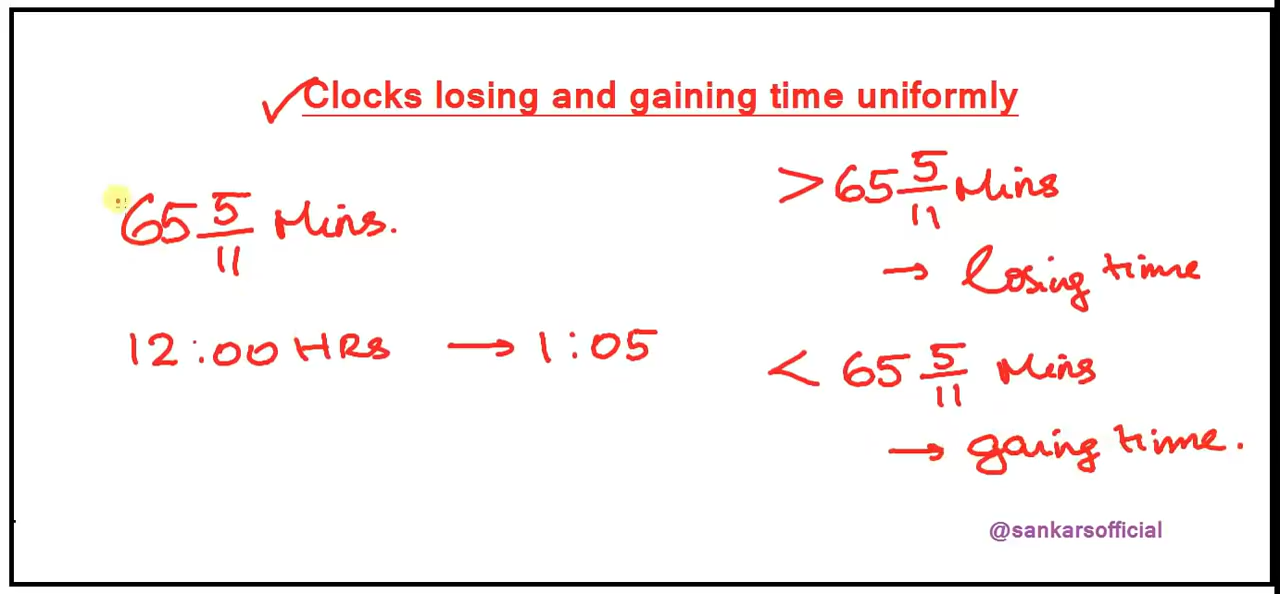 ✓Clocks losing and gaining time uniformly
65 5/11 Mins.
12:00 HRs → 1:05
> 65 5/11 Mins
→ losing time
< 65 5/11 Mins
→ gaing time.
@sankarsofficial